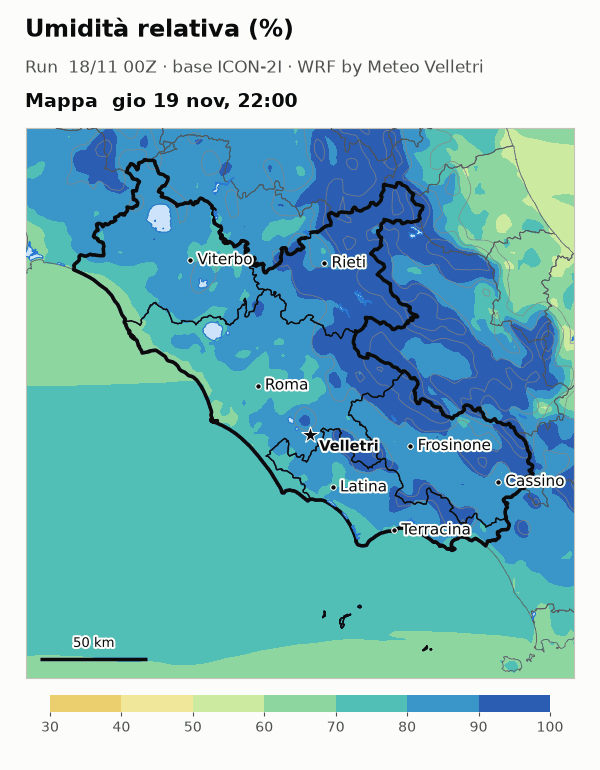 Umidità relativa (%)
Run 18/11 00Z · base ICON-2I · WRF by Meteo Velletri
Mappa gio 19 nov, 22:00
Viterbo
Rieti
Roma
Velletri
Frosinone
Cassino
Latina
Terracina
50 km
30 40 50 60 70 80 90 100